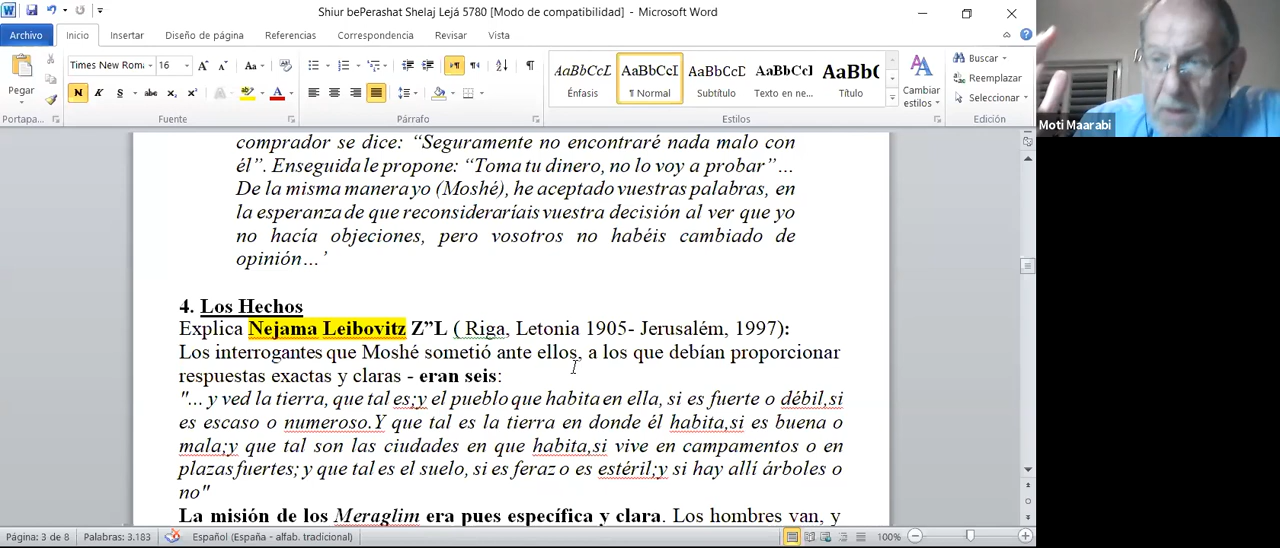 Shiur bePerashat Shelaj Lejá 5780 [Modo de compatibilidad] - Microsoft Word
Archivo Inicio Insertar Diseño de página Referencias Correspondencia Revisar Vista
Times New Rom 16 Aa
Pegar
N K S abc x₂ x² A ab A
AaBbCcL AaBbCcI AaBbCcD AaBbCcI AaBb(
Énfasis ¶ Normal Subtítulo Texto en ne... Título
Cambiar estilos
Buscar
Reemplazar
Seleccionar
Portapa... Fuente Párrafo Estilos Edición
Moti Maarabi
comprador se dice: “Seguramente no encontraré nada malo con
él”. Enseguida le propone: “Toma tu dinero, no lo voy a probar”…
De la misma manera yo (Moshé), he aceptado vuestras palabras, en
la esperanza de que reconsideraríais vuestra decisión al ver que yo
no hacía objeciones, pero vosotros no habéis cambiado de
opinión…’
4. Los Hechos
Explica Nejama Leibovitz Z”L ( Riga, Letonia 1905- Jerusalém, 1997):
Los interrogantes que Moshé sometió ante ellos, a los que debían proporcionar
respuestas exactas y claras - eran seis:
"... y ved la tierra, que tal es;y el pueblo que habita en ella, si es fuerte o débil,si
es escaso o numeroso.Y que tal es la tierra en donde él habita,si es buena o
mala;y que tal son las ciudades en que habita,si vive en campamentos o en
plazas fuertes; y que tal es el suelo, si es feraz o es estéril;y si hay allí árboles o
no"
La misión de los Meraglim era pues específica y clara. Los hombres van, y
Página: 3 de 8 Palabras: 3.183 Español (España - alfab. tradicional) 100%